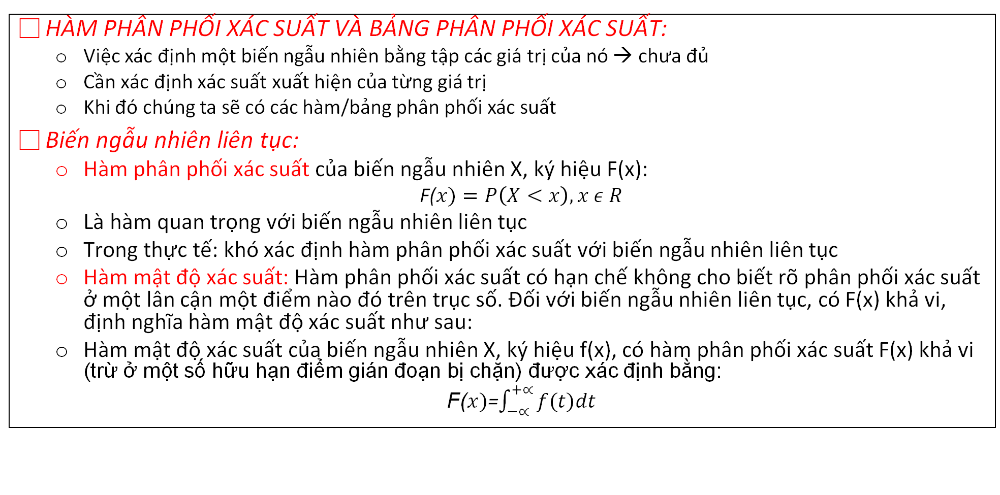 □ HÀM PHÂN PHỐI XÁC SUẤT VÀ BẢNG PHÂN PHỐI XÁC SUẤT:
o Việc xác định một biến ngẫu nhiên bằng tập các giá trị của nó → chưa đủ
o Cần xác định xác suất xuất hiện của từng giá trị
o Khi đó chúng ta sẽ có các hàm/bảng phân phối xác suất
□ Biến ngẫu nhiên liên tục:
o Hàm phân phối xác suất của biến ngẫu nhiên X, ký hiệu F(x):
F(x) = P(X < x), x ϵ R
o Là hàm quan trọng với biến ngẫu nhiên liên tục
o Trong thực tế: khó xác định hàm phân phối xác suất với biến ngẫu nhiên liên tục
o Hàm mật độ xác suất: Hàm phân phối xác suất có hạn chế không cho biết rõ phân phối xác suất
ở một lân cận một điểm nào đó trên trục số. Đối với biến ngẫu nhiên liên tục, có F(x) khả vi,
định nghĩa hàm mật độ xác suất như sau:
o Hàm mật độ xác suất của biến ngẫu nhiên X, ký hiệu f(x), có hàm phân phối xác suất F(x) khả vi
(trừ ở một số hữu hạn điểm gián đoạn bị chặn) được xác định bằng:
F(x)=∫_{−∝}^{+∝} f(t)dt